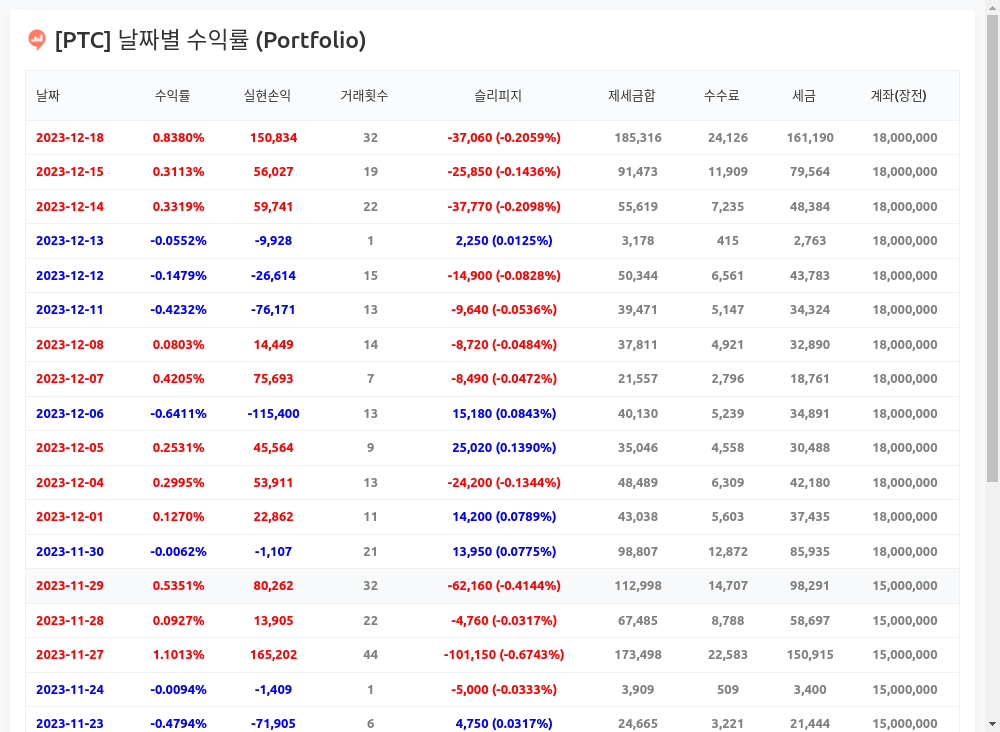 [PTC] 날짜별 수익률 (Portfolio)
날짜 수익률 실현손익 거래횟수 슬리피지 제세금합 수수료 세금 계좌(장전)
2023-12-18 0.8380% 150,834 32 -37,060 (-0.2059%) 185,316 24,126 161,190 18,000,000
2023-12-15 0.3113% 56,027 19 -25,850 (-0.1436%) 91,473 11,909 79,564 18,000,000
2023-12-14 0.3319% 59,741 22 -37,770 (-0.2098%) 55,619 7,235 48,384 18,000,000
2023-12-13 -0.0552% -9,928 1 2,250 (0.0125%) 3,178 415 2,763 18,000,000
2023-12-12 -0.1479% -26,614 15 -14,900 (-0.0828%) 50,344 6,561 43,783 18,000,000
2023-12-11 -0.4232% -76,171 13 -9,640 (-0.0536%) 39,471 5,147 34,324 18,000,000
2023-12-08 0.0803% 14,449 14 -8,720 (-0.0484%) 37,811 4,921 32,890 18,000,000
2023-12-07 0.4205% 75,693 7 -8,490 (-0.0472%) 21,557 2,796 18,761 18,000,000
2023-12-06 -0.6411% -115,400 13 15,180 (0.0843%) 40,130 5,239 34,891 18,000,000
2023-12-05 0.2531% 45,564 9 25,020 (0.1390%) 35,046 4,558 30,488 18,000,000
2023-12-04 0.2995% 53,911 13 -24,200 (-0.1344%) 48,489 6,309 42,180 18,000,000
2023-12-01 0.1270% 22,862 11 14,200 (0.0789%) 43,038 5,603 37,435 18,000,000
2023-11-30 -0.0062% -1,107 21 13,950 (0.0775%) 98,807 12,872 85,935 18,000,000
2023-11-29 0.5351% 80,262 32 -62,160 (-0.4144%) 112,998 14,707 98,291 15,000,000
2023-11-28 0.0927% 13,905 22 -4,760 (-0.0317%) 67,485 8,788 58,697 15,000,000
2023-11-27 1.1013% 165,202 44 -101,150 (-0.6743%) 173,498 22,583 150,915 15,000,000
2023-11-24 -0.0094% -1,409 1 -5,000 (-0.0333%) 3,909 509 3,400 15,000,000
2023-11-23 -0.4794% -71,905 6 4,750 (0.0317%) 24,665 3,221 21,444 15,000,000